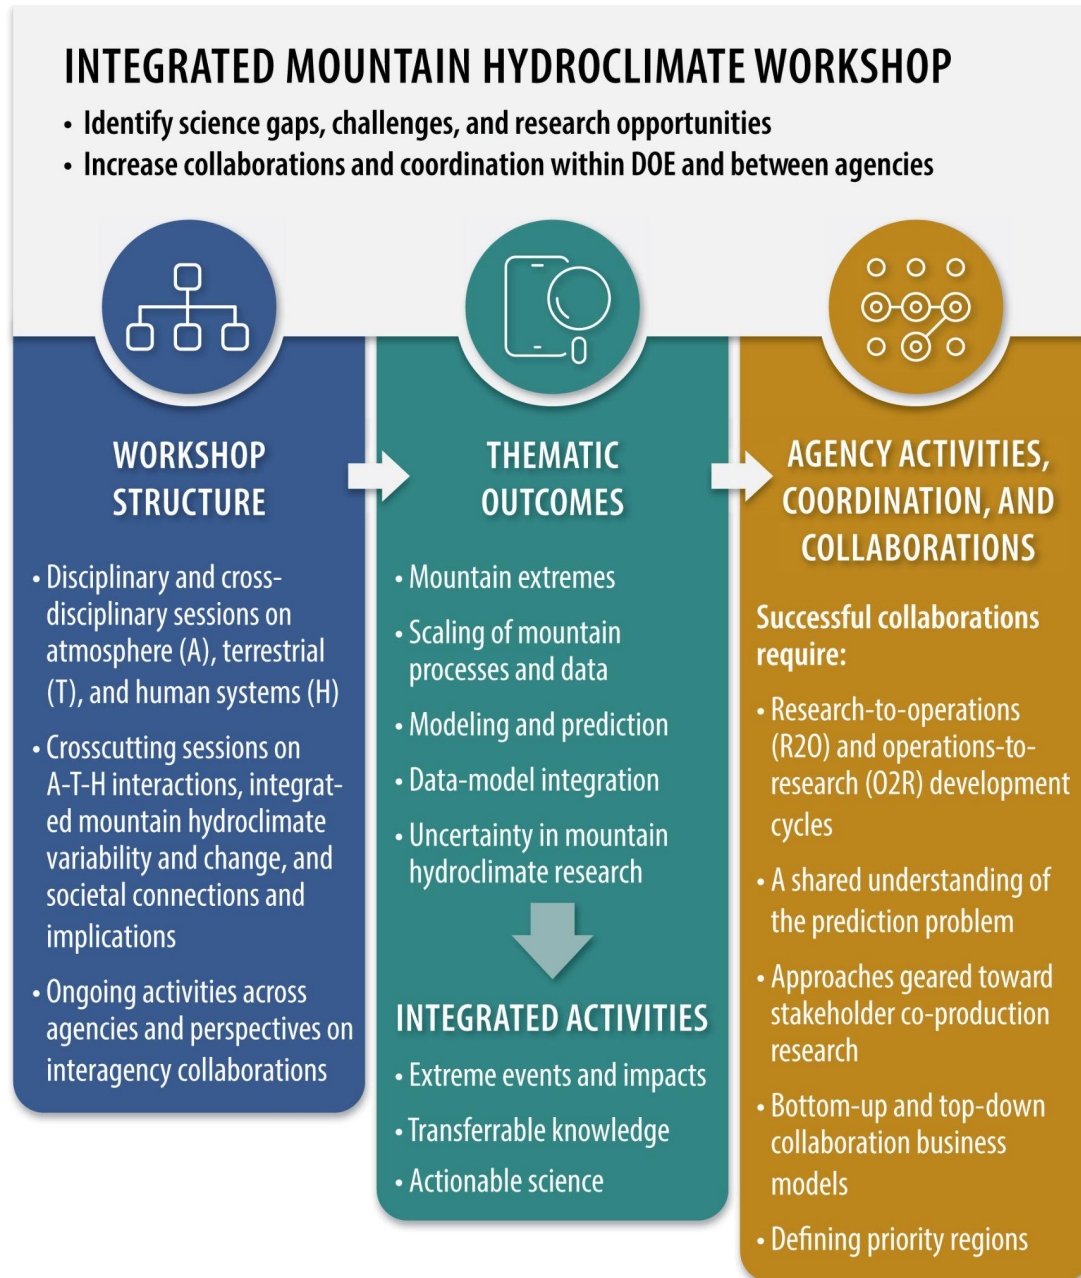 INTEGRATED MOUNTAIN HYDROCLIMATE WORKSHOP
• Identify science gaps, challenges, and research opportunities
• Increase collaborations and coordination within DOE and between agencies
WORKSHOP
STRUCTURE
• Disciplinary and cross-
disciplinary sessions on
atmosphere (A), terrestrial
(T), and human systems (H)
• Crosscutting sessions on
A-T-H interactions, integrat-
ed mountain hydroclimate
variability and change, and
societal connections and
implications
• Ongoing activities across
agencies and perspectives on
interagency collaborations
THEMATIC
OUTCOMES
• Mountain extremes
• Scaling of mountain
processes and data
• Modeling and prediction
• Data-model integration
• Uncertainty in mountain
hydroclimate research
INTEGRATED ACTIVITIES
• Extreme events and impacts
• Transferrable knowledge
• Actionable science
AGENCY ACTIVITIES,
COORDINATION, AND
COLLABORATIONS
Successful collaborations
require:
• Research-to-operations
(R2O) and operations-to-
research (O2R) development
cycles
• A shared understanding of
the prediction problem
• Approaches geared toward
stakeholder co-production
research
• Bottom-up and top-down
collaboration business
models
• Defining priority regions